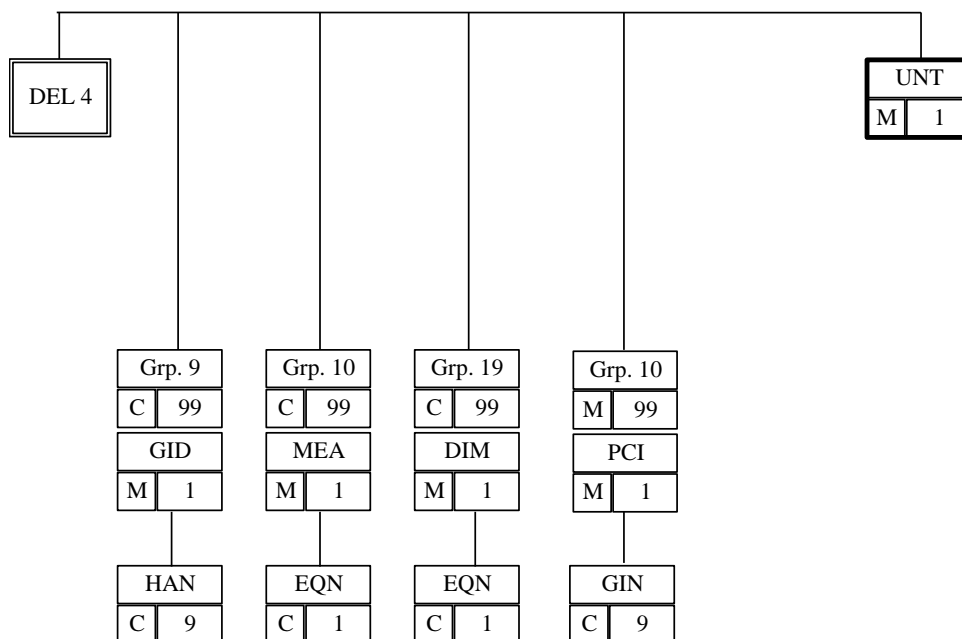 DEL 4
UNT
M 1
Grp. 9 Grp. 10 Grp. 19 Grp. 10
C 99 C 99 C 99 M 99
GID MEA DIM PCI
M 1 M 1 M 1 M 1
HAN EQN EQN GIN
C 9 C 1 C 1 C 9